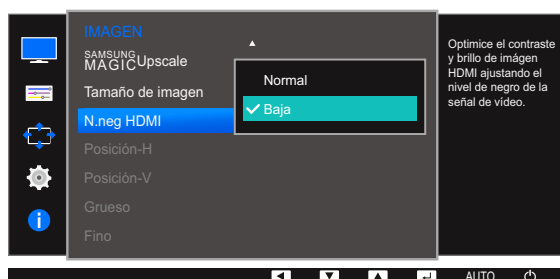 IMAGEN
SAMSUNG
MAGICUpscale
Tamaño de imagen
N.neg HDMI
Posición-H
Posición-V
Grueso
Fino
Normal
Baja
Optimice el contraste
y brillo de imágen
HDMI ajustando el
nivel de negro de la
señal de vídeo.
AUTO